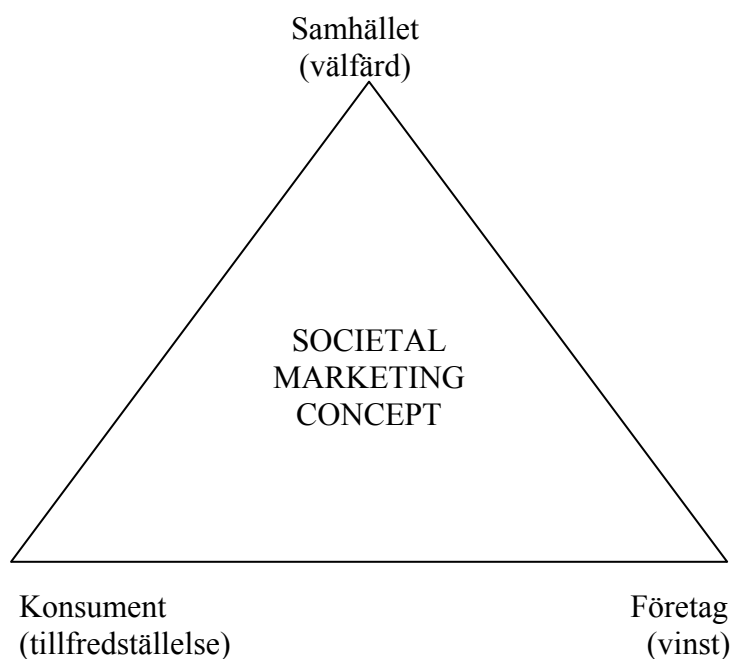 Samhället
(välfärd)
SOCIETAL
MARKETING
CONCEPT
Konsument
(tillfredställelse)
Företag
(vinst)